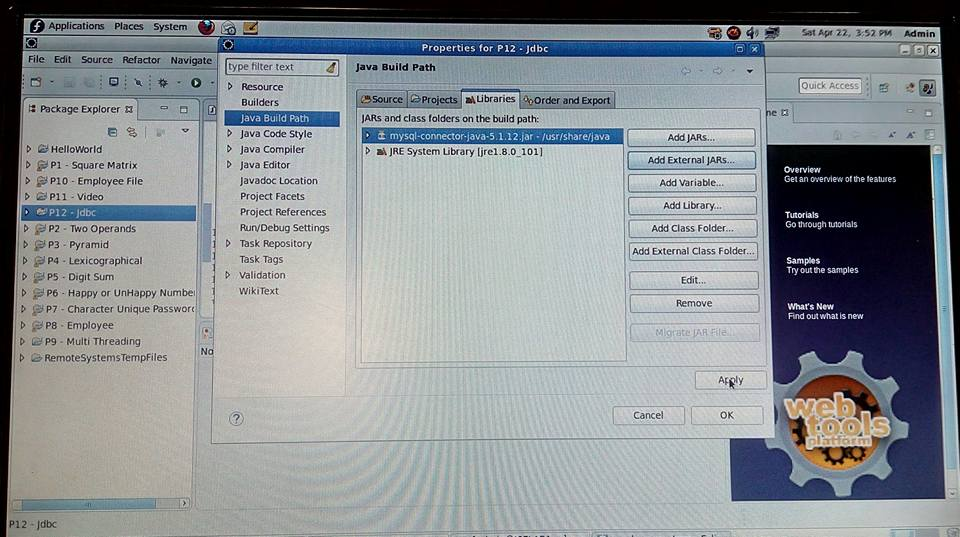 Applications Places System
Sat Apr 22, 3:52 PM Admin
Properties for P12 - Jdbc
File Edit Source Refactor Navigate
Quick Access
type filter text
Java Build Path
Package Explorer
HelloWorld
P1 - Square Matrix
P10 - Employee File
P11 - Video
P12 - Jdbc
P2 - Two Operands
P3 - Pyramid
P4 - Lexicographical
P5 - Digit Sum
P6 - Happy or UnHappy Numbe
P7 - Character Unique Password
P8 - Employee
P9 - Multi Threading
RemoteSystemsTempFiles
P12 - Jdbc
Resource
Builders
Java Build Path
Java Code Style
Java Compiler
Java Editor
Javadoc Location
Project Facets
Project References
Run/Debug Settings
Task Repository
Task Tags
Validation
WikiText
Source Projects Libraries Order and Export
JARs and class folders on the build path:
mysql-connector-java-5.1.12.jar - /usr/share/java
JRE System Library [jre1.8.0_101]
Add JARs...
Add External JARs...
Add Variable...
Add Library...
Add Class Folder...
Add External Class Folder...
Edit...
Remove
Migrate JAR File...
Apply
Cancel OK
No
me
Overview
Get an overview of the features
Tutorials
Go through tutorials
Samples
Try out the samples
What's New
Find out what is new
web
tools
platform